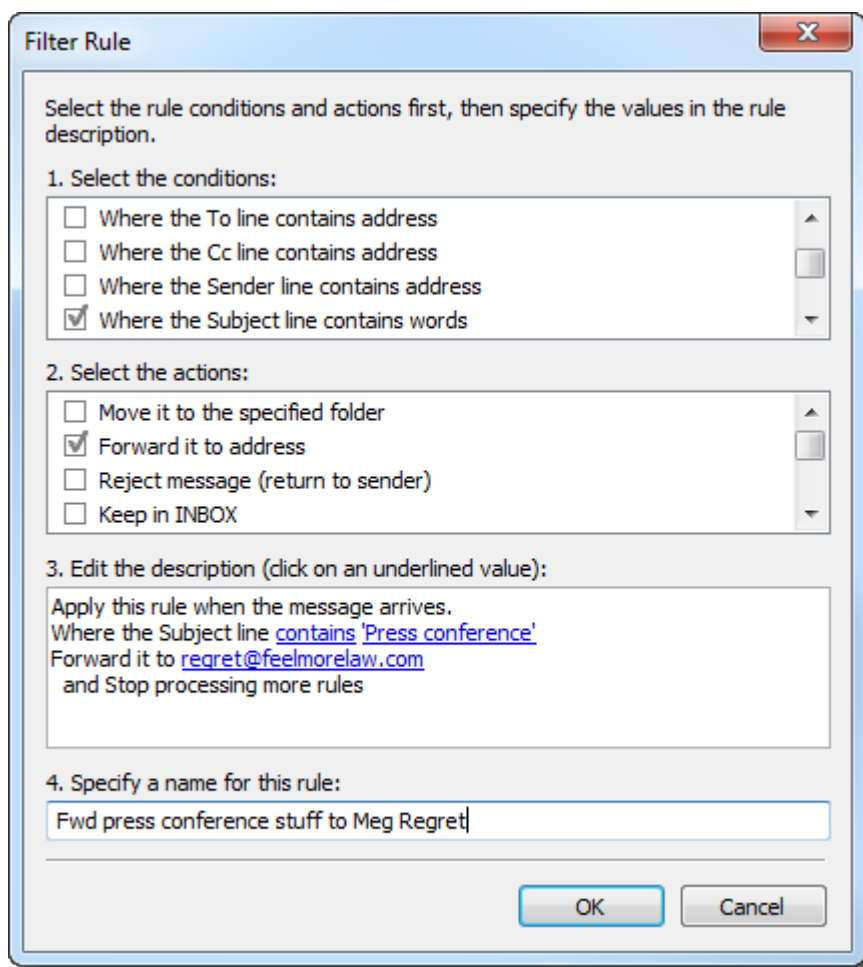 Filter Rule
Select the rule conditions and actions first, then specify the values in the rule
description.
1. Select the conditions:
Where the To line contains address
Where the Cc line contains address
Where the Sender line contains address
Where the Subject line contains words
2. Select the actions:
Move it to the specified folder
Forward it to address
Reject message (return to sender)
Keep in INBOX
3. Edit the description (click on an underlined value):
Apply this rule when the message arrives.
Where the Subject line contains 'Press conference'
Forward it to regret@feelmorelaw.com
and Stop processing more rules
4. Specify a name for this rule:
Fwd press conference stuff to Meg Regret
OK Cancel